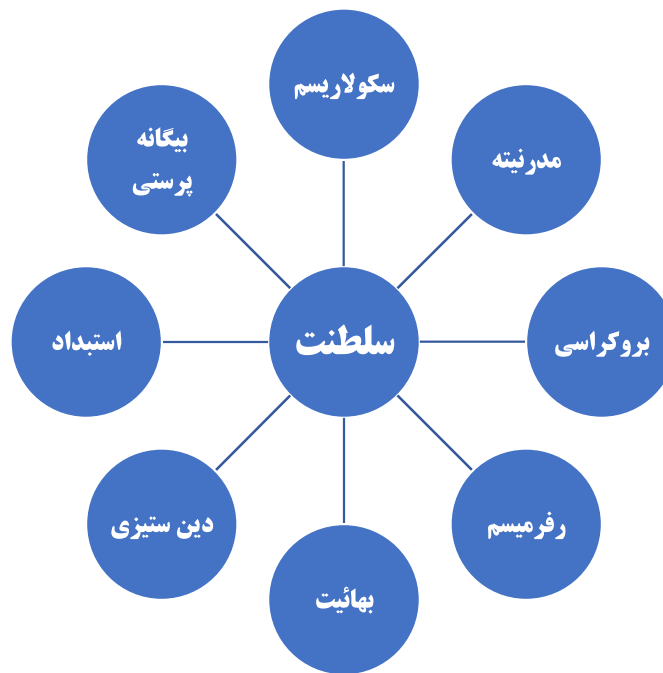 سکولاریسم
مدرنیته
بیگانه
پرستی
سلطنت
بروکراسی
استبداد
رفرمیسم
دین ستیزی
بهائیت